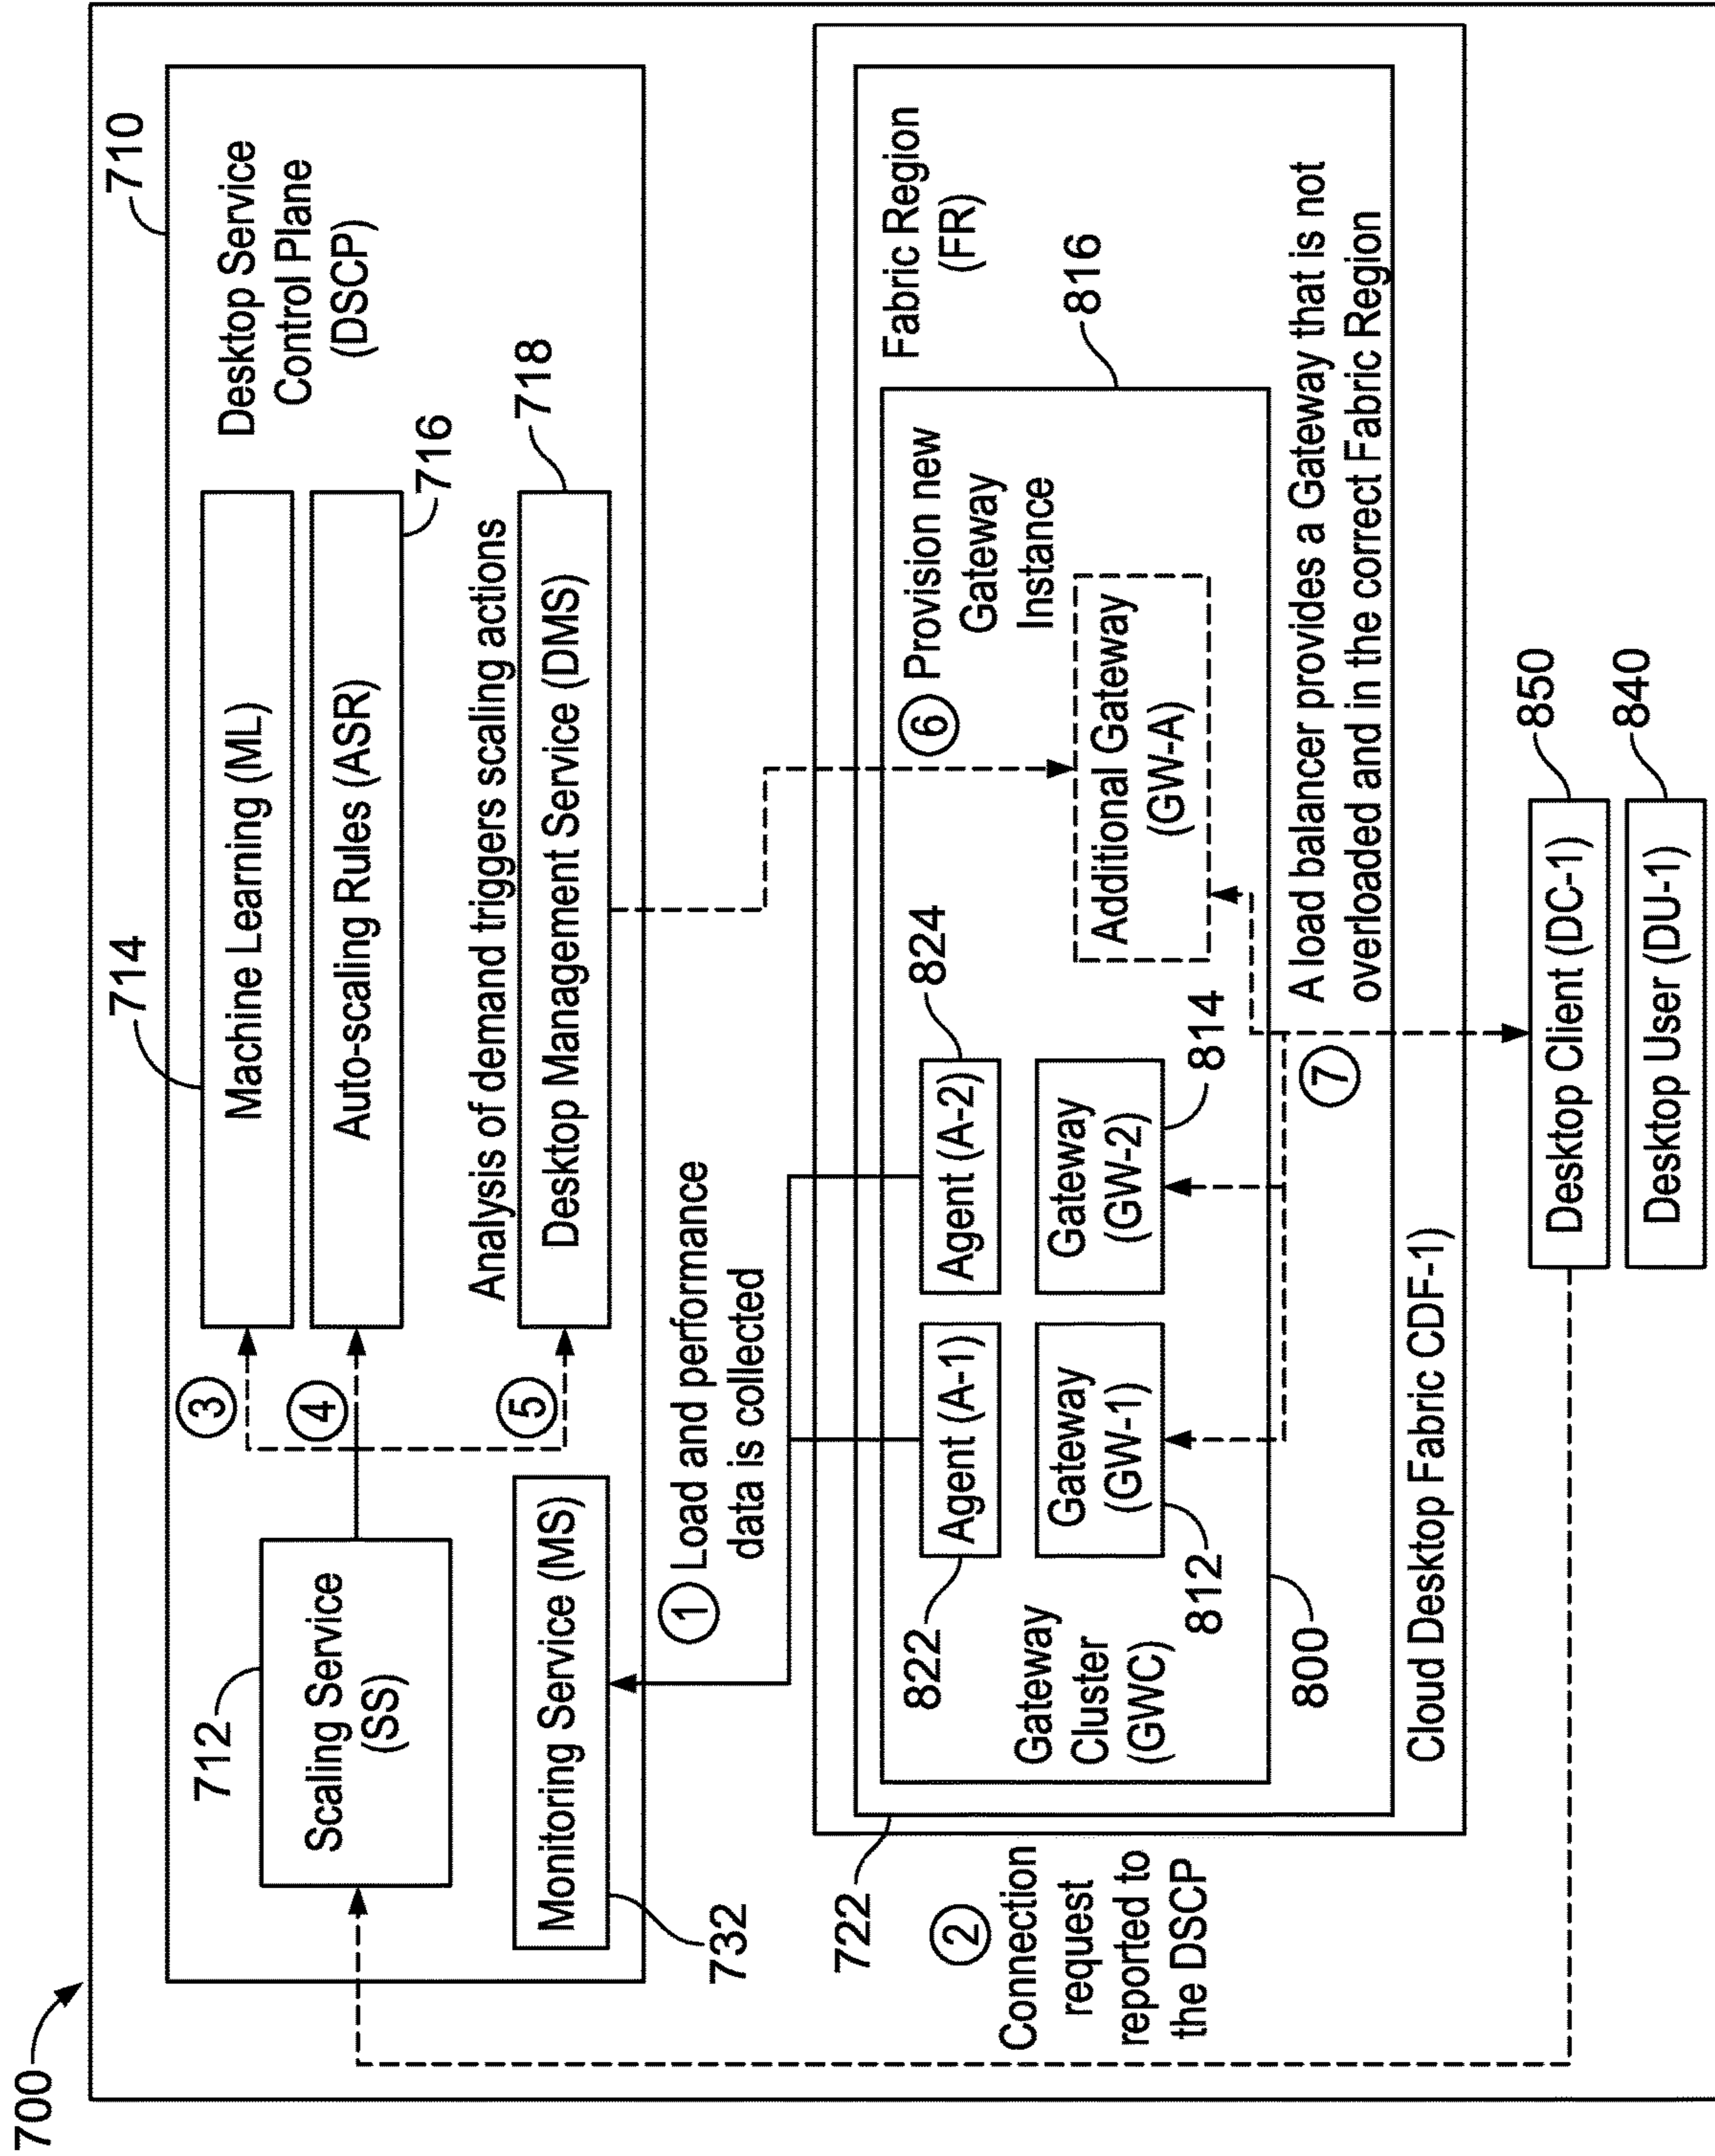 700
710
714
Machine Learning (ML)
Desktop Service
Control Plane
(DSCP)
712
Scaling Service
(SS)
3
4
5
Auto-scaling Rules (ASR)
716
Analysis of demand triggers scaling actions
Desktop Management Service (DMS)
718
Monitoring Service (MS)
732
1 Load and performance
data is collected
2
Connection
request
reported to
the DSCP
722
Fabric Region
(FR)
6 Provision new
Gateway
Instance
816
Additional Gateway
(GW-A)
822
Agent (A-1)
Agent (A-2)
824
Gateway
Cluster
(GWC)
Gateway
(GW-1)
812
Gateway
(GW-2)
814
800
7
A load balancer provides a Gateway that is not
overloaded and in the correct Fabric Region
Cloud Desktop Fabric CDF-1)
Desktop Client (DC-1)
850
Desktop User (DU-1)
840